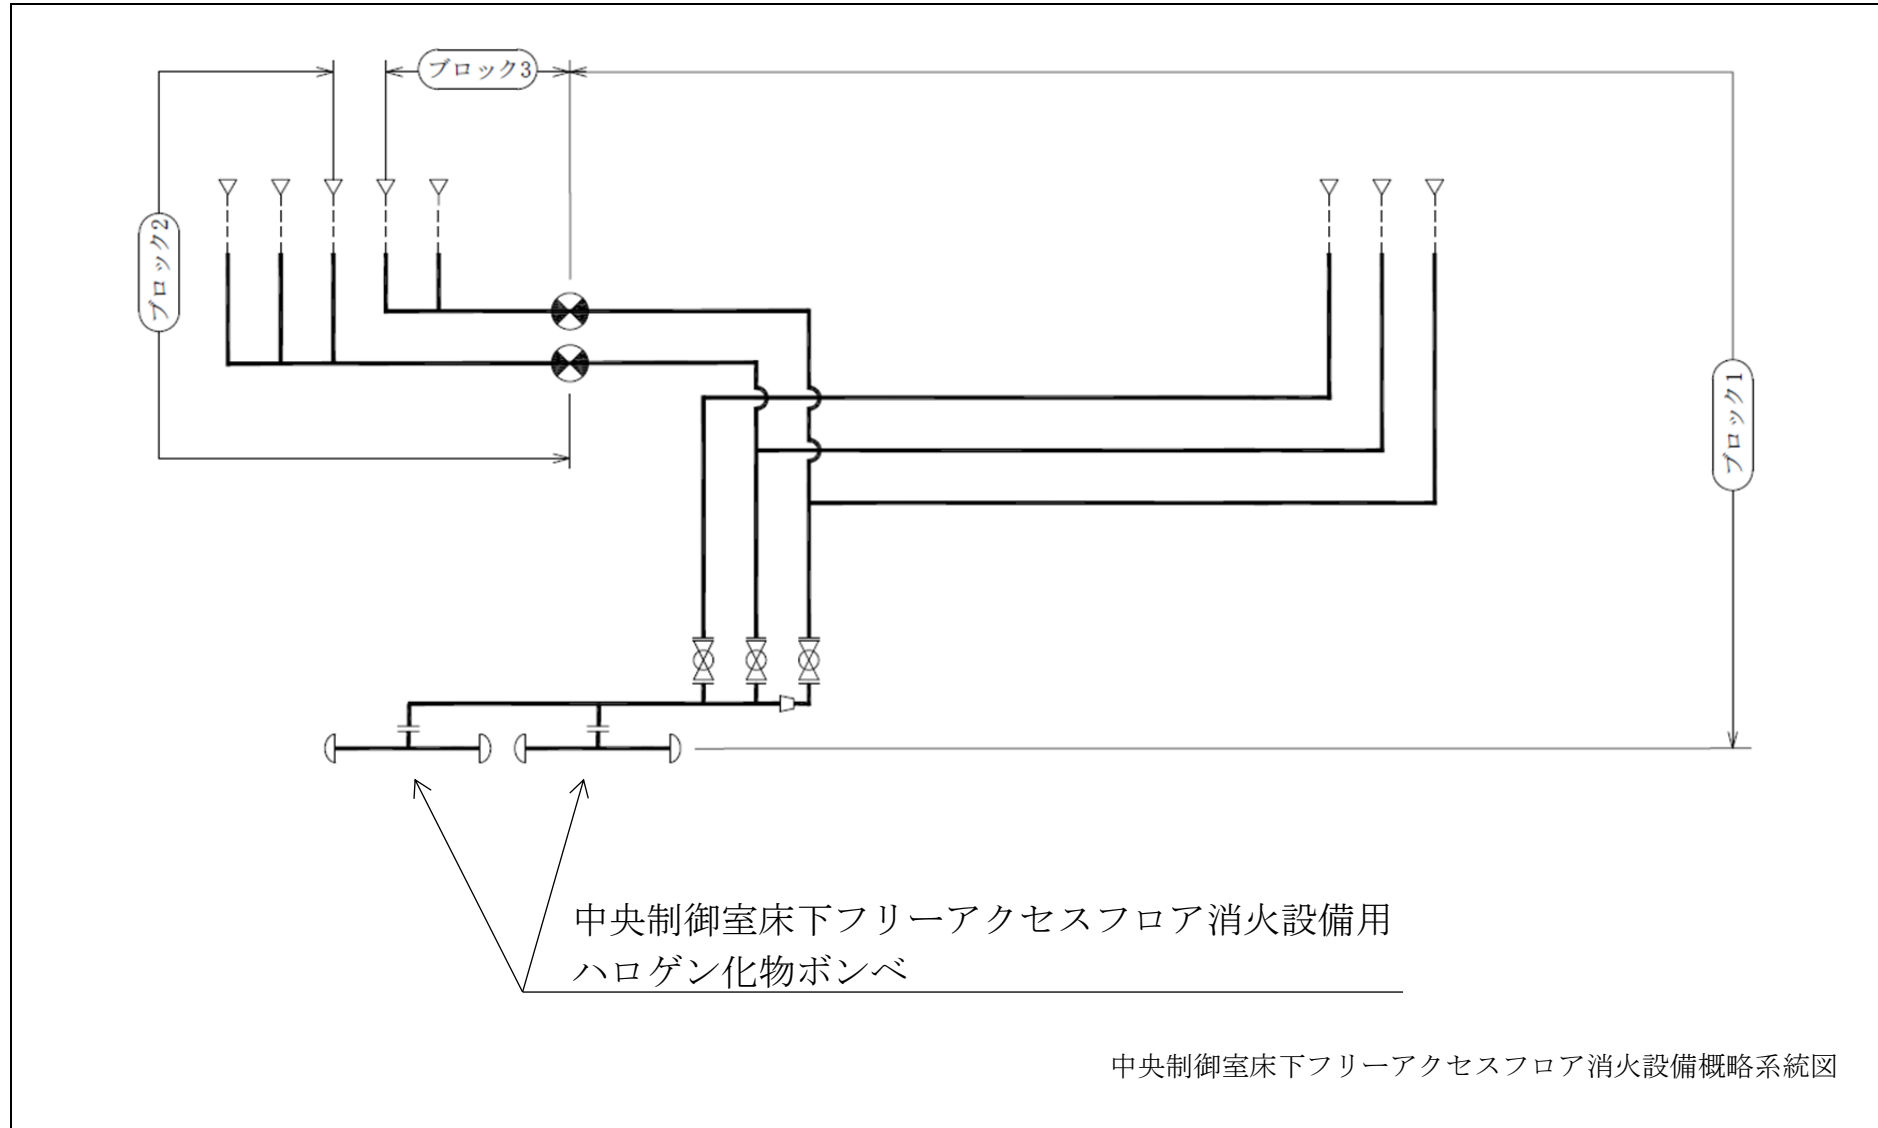 ブロック3
ブロック2
ブロック1
中央制御室床下フリーアクセスフロア消火設備用
ハロゲン化物ボンベ
中央制御室床下フリーアクセスフロア消火設備概略系統図